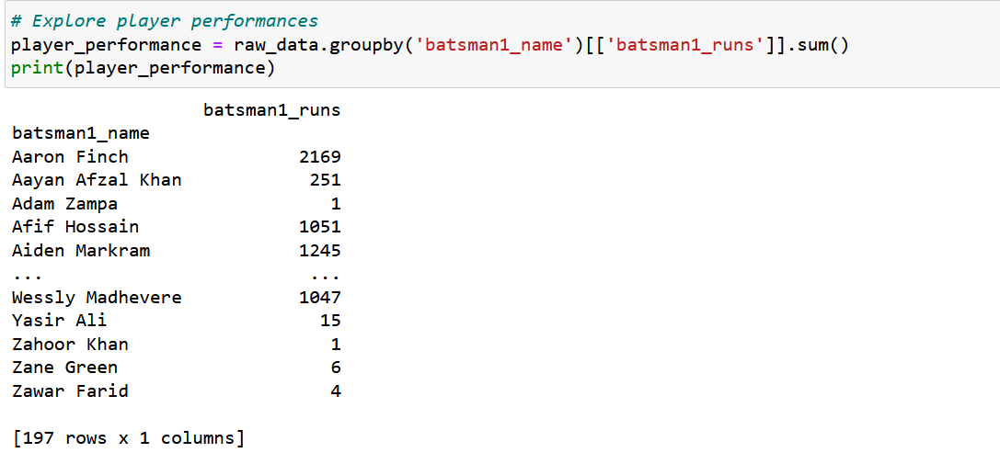 # Explore player performances
player_performance = raw_data.groupby('batsman1_name')[['batsman1_runs']].sum()
print(player_performance)
batsman1_runs
batsman1_name
Aaron Finch 2169
Aayan Afzal Khan 251
Adam Zampa 1
Afif Hossain 1051
Aiden Markram 1245
... ...
Wessly Madhevere 1047
Yasir Ali 15
Zahoor Khan 1
Zane Green 6
Zawar Farid 4
[197 rows x 1 columns]